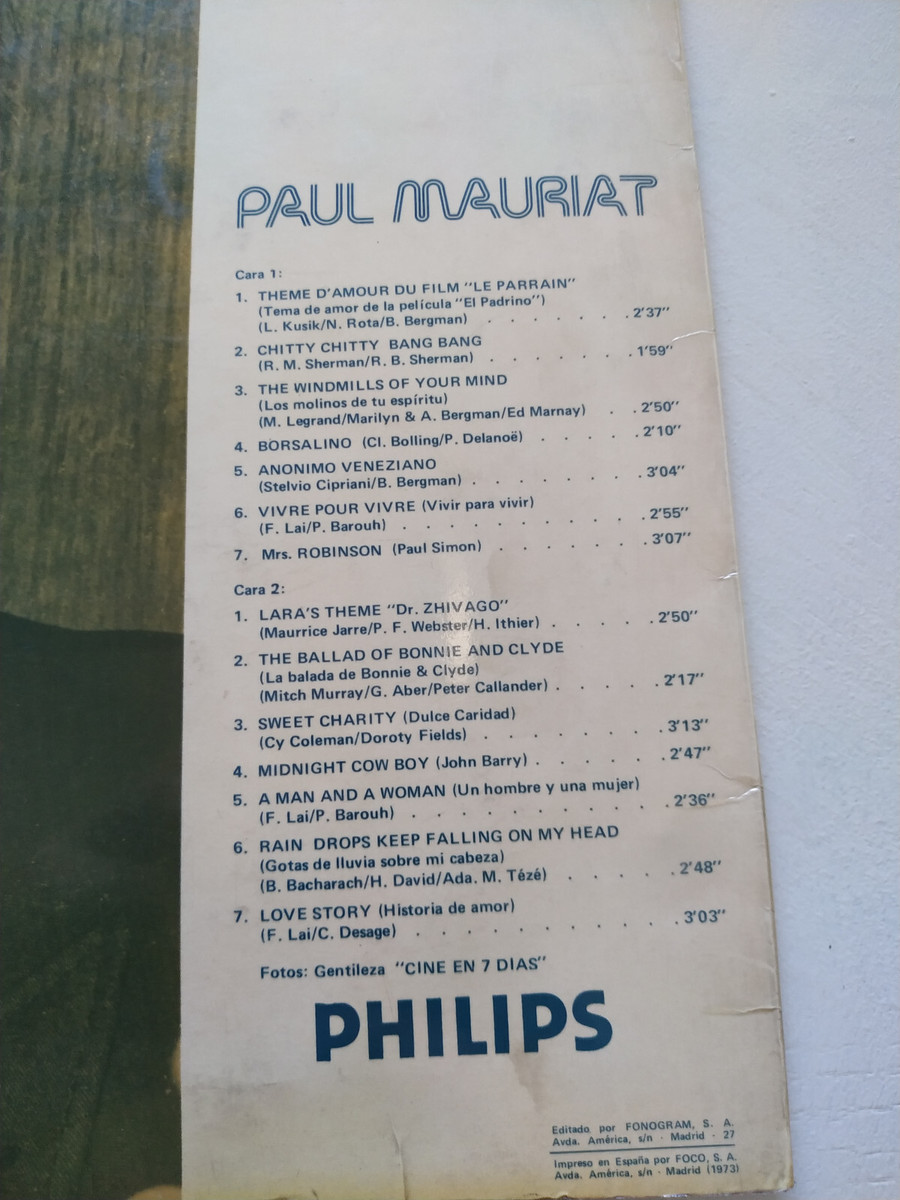 PAUL MAURIAT
Cara 1:
1. THEME D'AMOUR DU FILM "LE PARRAIN"
(Tema de amor de la película "El Padrino")
(L. Kusik/N. Rota/B. Bergman) . . . . . . . 2'37"
2. CHITTY CHITTY BANG BANG
(R. M. Sherman/R. B. Sherman) . . . . . . . 1'59"
3. THE WINDMILLS OF YOUR MIND
(Los molinos de tu espíritu)
(M. Legrand/Marilyn & A. Bergman/Ed Marnay) . . 2'50"
4. BORSALINO (Cl. Bolling/P. Delanoë) . . . . . 2'10"
5. ANONIMO VENEZIANO
(Stelvio Cipriani/B. Bergman) . . . . . . . . 3'04"
6. VIVRE POUR VIVRE (Vivir para vivir)
(F. Lai/P. Barouh) . . . . . . . . . . 2'55"
7. Mrs. ROBINSON (Paul Simon) . . . . . . . 3'07"
Cara 2:
1. LARA'S THEME "Dr. ZHIVAGO"
(Maurrice Jarre/P. F. Webster/H. Ithier) . . . . . 2'50"
2. THE BALLAD OF BONNIE AND CLYDE
(La balada de Bonnie & Clyde)
(Mitch Murray/G. Aber/Peter Callander) . . . . . 2'17"
3. SWEET CHARITY (Dulce Caridad)
(Cy Coleman/Doroty Fields) . . . . . . . . 3'13"
4. MIDNIGHT COW BOY (John Barry) . . . . . . 2'47"
5. A MAN AND A WOMAN (Un hombre y una mujer)
(F. Lai/P. Barouh) . . . . . . . . . . 2'36"
6. RAIN DROPS KEEP FALLING ON MY HEAD
(Gotas de lluvia sobre mi cabeza)
(B. Bacharach/H. David/Ada. M. Tézé) . . . . . 2'48"
7. LOVE STORY (Historia de amor)
(F. Lai/C. Desage) . . . . . . . . . . 3'03"
Fotos: Gentileza "CINE EN 7 DIAS"
PHILIPS
Editado por FONOGRAM, S. A.
Avda. América, s/n · Madrid · 27
Impreso en España por FOCO, S. A.
Avda. América, s/n · Madrid (1973)